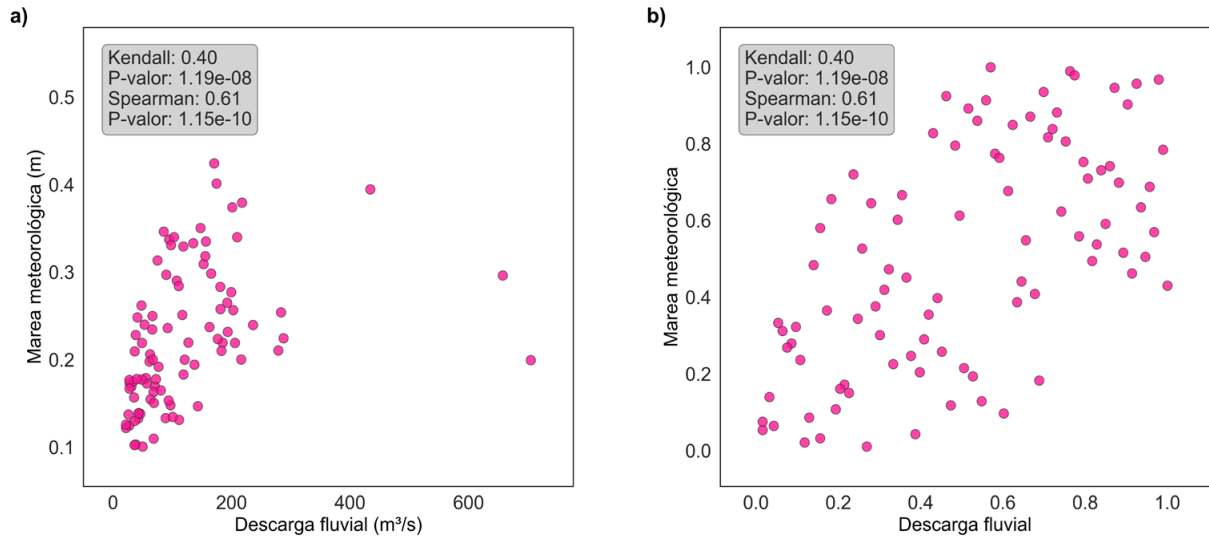 a)
Kendall: 0.40
P-valor: 1.19e-08
Spearman: 0.61
P-valor: 1.15e-10
Marea meteorológica (m)
0.5
0.4
0.3
0.2
0.1
0
200
400
600
Descarga fluvial (m³/s)
b)
Kendall: 0.40
P-valor: 1.19e-08
Spearman: 0.61
P-valor: 1.15e-10
Marea meteorológica
1.0
0.8
0.6
0.4
0.2
0.0
0.0
0.2
0.4
0.6
0.8
1.0
Descarga fluvial